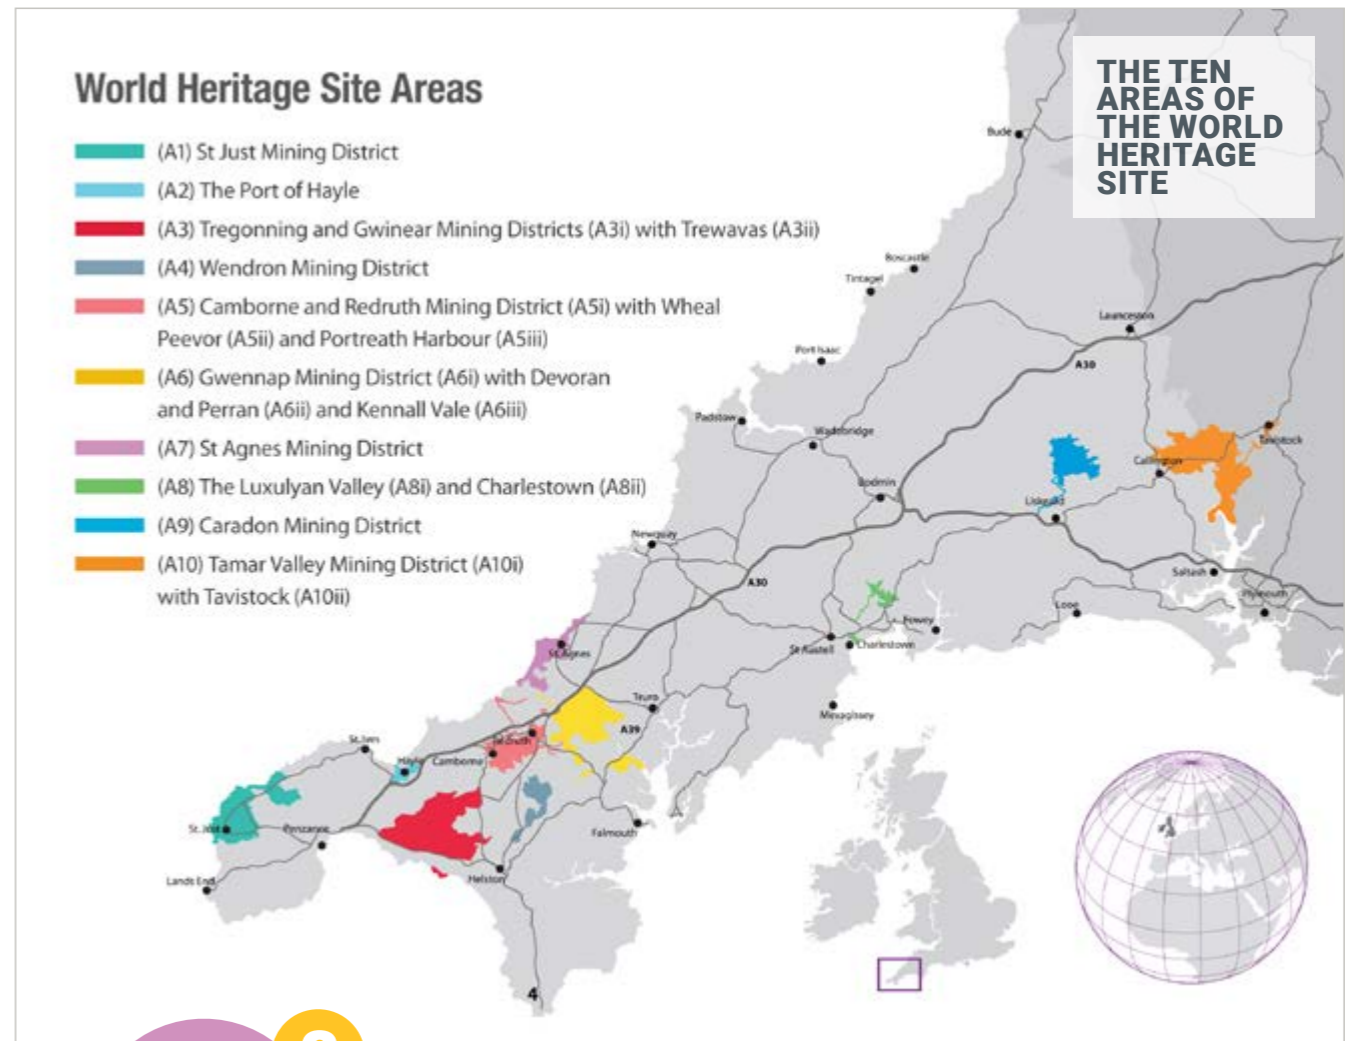 World Heritage Site Areas
THE TEN
AREAS OF
THE WORLD
HERITAGE
SITE
(A1) St Just Mining District
(A2) The Port of Hayle
(A3) Tregonning and Gwinear Mining Districts (A3i) with Trewavas (A3ii)
(A4) Wendron Mining District
(A5) Camborne and Redruth Mining District (A5i) with Wheal
Peevor (A5ii) and Portreath Harbour (A5iii)
(A6) Gwennap Mining District (A6i) with Devoran
and Perran (A6ii) and Kennall Vale (A6iii)
(A7) St Agnes Mining District
(A8) The Luxulyan Valley (A8i) and Charlestown (A8ii)
(A9) Caradon Mining District
(A10) Tamar Valley Mining District (A10i)
with Tavistock (A10ii)
Bude
Boscastle
Tintagel
Launceston
Port Isaac
A30
Padstow
Wadebridge
Tavistock
Callington
Bodmin
Liskeard
Newquay
Saltash
A30
Plymouth
Looe
Fowey
St Austell
Charlestown
St Agnes
Truro
Mevagissey
A39
Redruth
St. Ives
Hayle
Camborne
St. Just
Penzance
Falmouth
Lands End
Helston
4